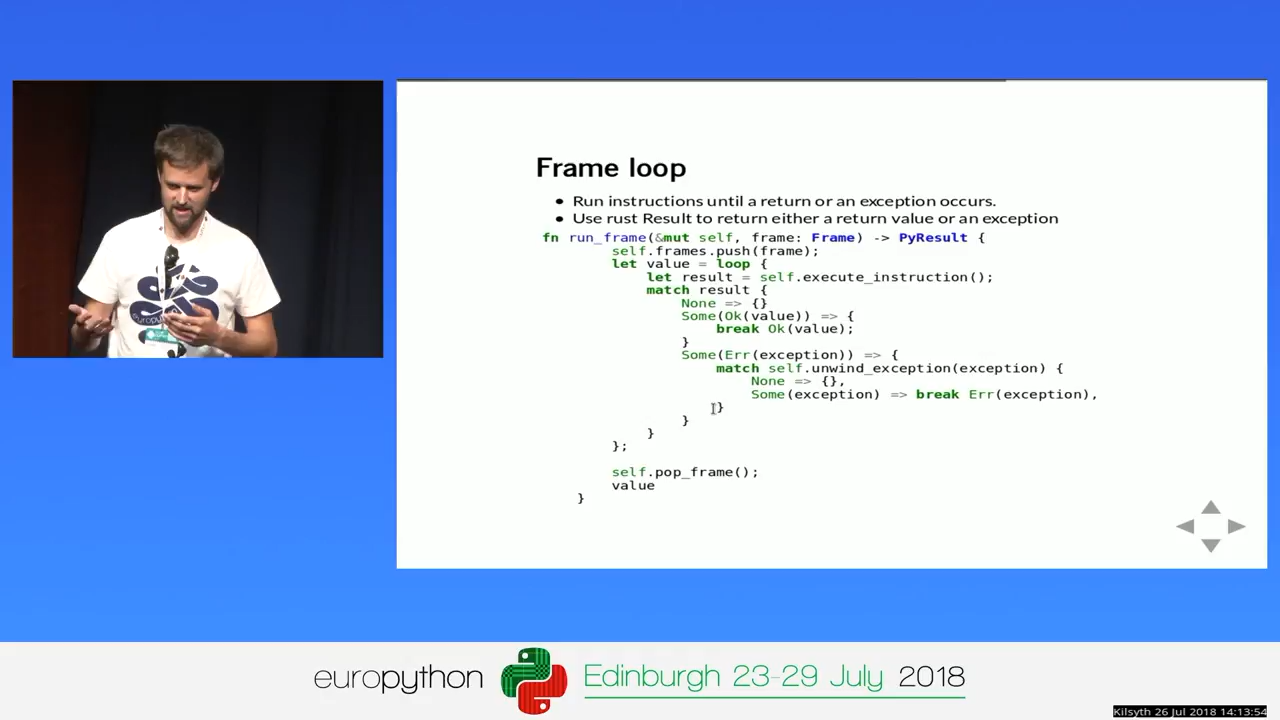 Frame loop
• Run instructions until a return or an exception occurs.
• Use rust Result to return either a return value or an exception
fn run_frame(&mut self, frame: Frame) -> PyResult {
self.frames.push(frame);
let value = loop {
let result = self.execute_instruction();
match result {
None => {}
Some(Ok(value)) => {
break Ok(value);
}
Some(Err(exception)) => {
match self.unwind_exception(exception) {
None => {},
Some(exception) => break Err(exception),
}
}
}
};
self.pop_frame();
value
}
europython
europython Edinburgh 23-29 July 2018
Kilsyth 26 Jul 2018 14:13:54